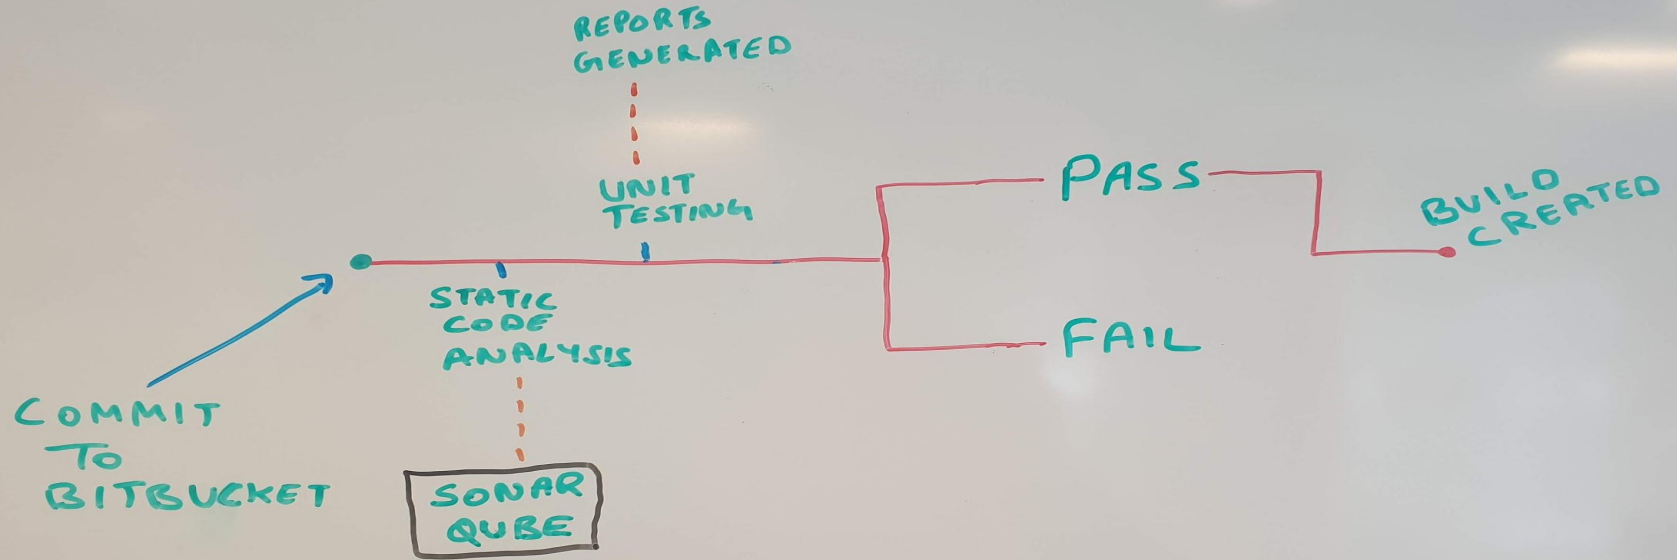 REPORTS
GENERATED
UNIT
TESTING
PASS
BUILD
CREATED
STATIC
CODE
ANALYSIS
FAIL
COMMIT
TO
BITBUCKET
SONAR
QUBE